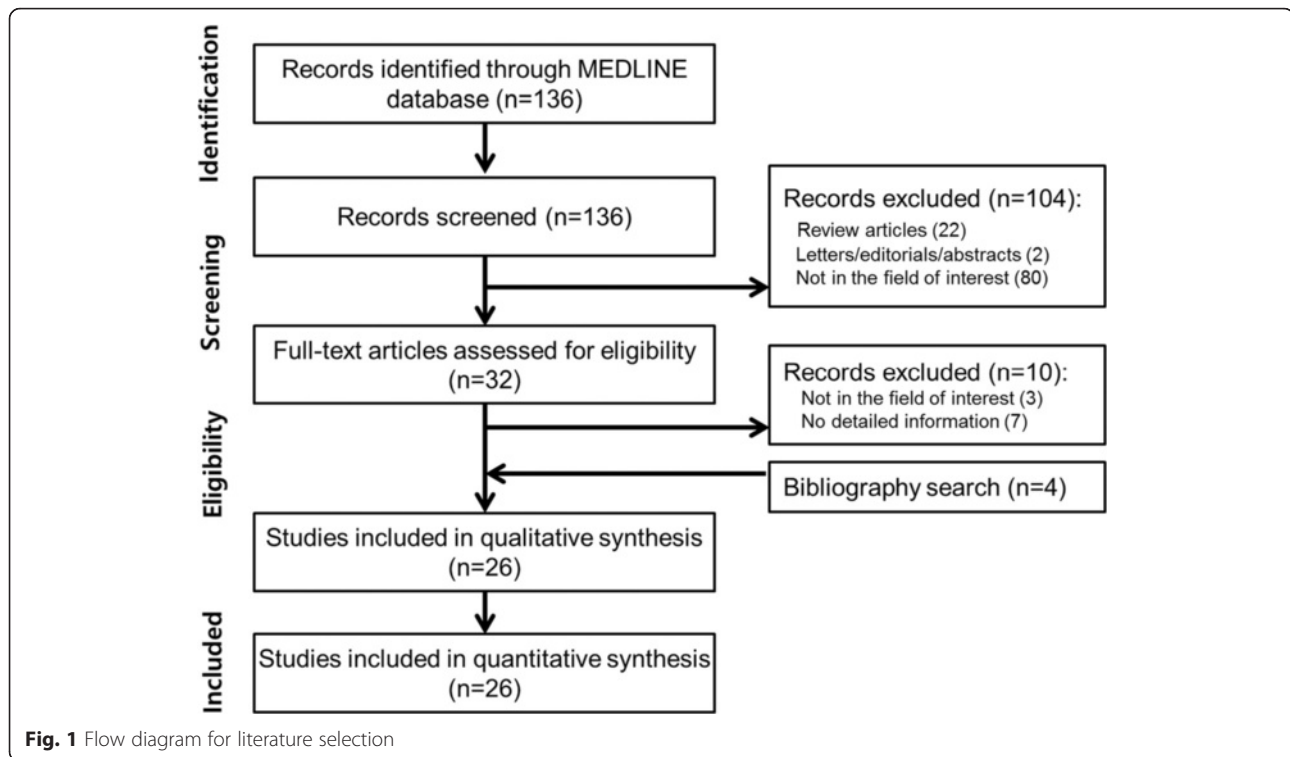 Identification
Records identified through MEDLINE
database (n=136)
Screening
Records screened (n=136)
Records excluded (n=104):
Review articles (22)
Letters/editorials/abstracts (2)
Not in the field of interest (80)
Full-text articles assessed for eligibility
(n=32)
Eligibility
Records excluded (n=10):
Not in the field of interest (3)
No detailed information (7)
Bibliography search (n=4)
Studies included in qualitative synthesis
(n=26)
Included
Studies included in quantitative synthesis
(n=26)
Fig. 1 Flow diagram for literature selection